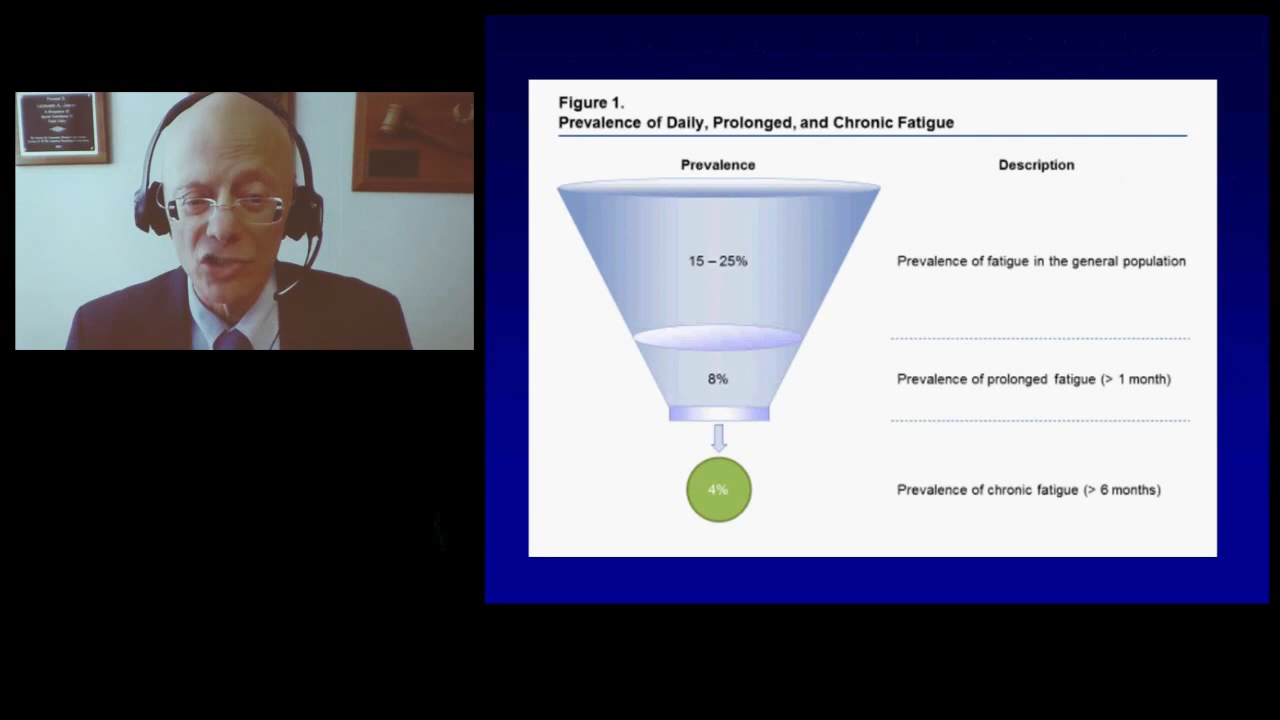 Figure 1.
Prevalence of Daily, Prolonged, and Chronic Fatigue
Prevalence
Description
15 – 25%
Prevalence of fatigue in the general population
8%
Prevalence of prolonged fatigue (> 1 month)
4%
Prevalence of chronic fatigue (> 6 months)